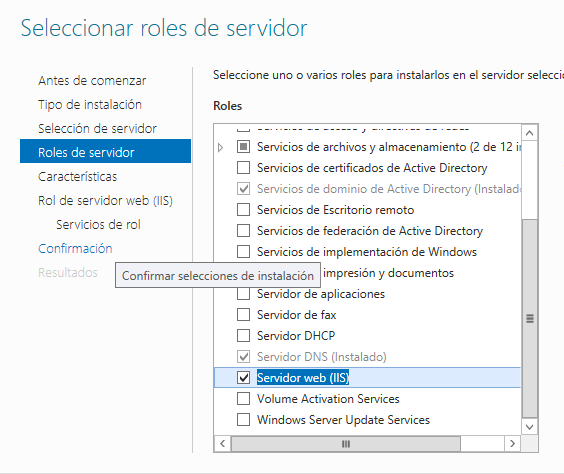 Seleccionar roles de servidor
Antes de comenzar
Tipo de instalación
Selección de servidor
Roles de servidor
Características
Rol de servidor web (IIS)
Servicios de rol
Confirmación
Resultados
Confirmar selecciones de instalación
Seleccione uno o varios roles para instalarlos en el servidor selecci
Roles
Servicios de archivos y almacenamiento (2 de 12 in
Servicios de certificados de Active Directory
Servicios de dominio de Active Directory (Instalado
Servicios de Escritorio remoto
Servicios de federación de Active Directory
Servicios de implementación de Windows
impresión y documentos
Servidor de aplicaciones
Servidor de fax
Servidor DHCP
Servidor DNS (Instalado)
Servidor web (IIS)
Volume Activation Services
Windows Server Update Services